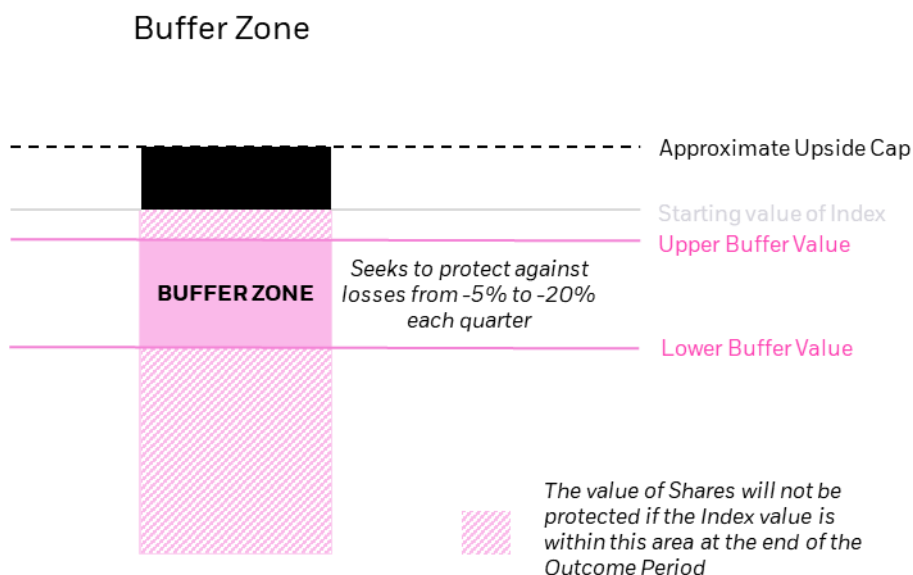 Buffer Zone
Approximate Upside Cap
Starting value of Index
Upper Buffer Value
BUFFER ZONE
Seeks to protect against
losses from -5% to -20%
each quarter
Lower Buffer Value
The value of Shares will not be
protected if the Index value is
within this area at the end of the
Outcome Period